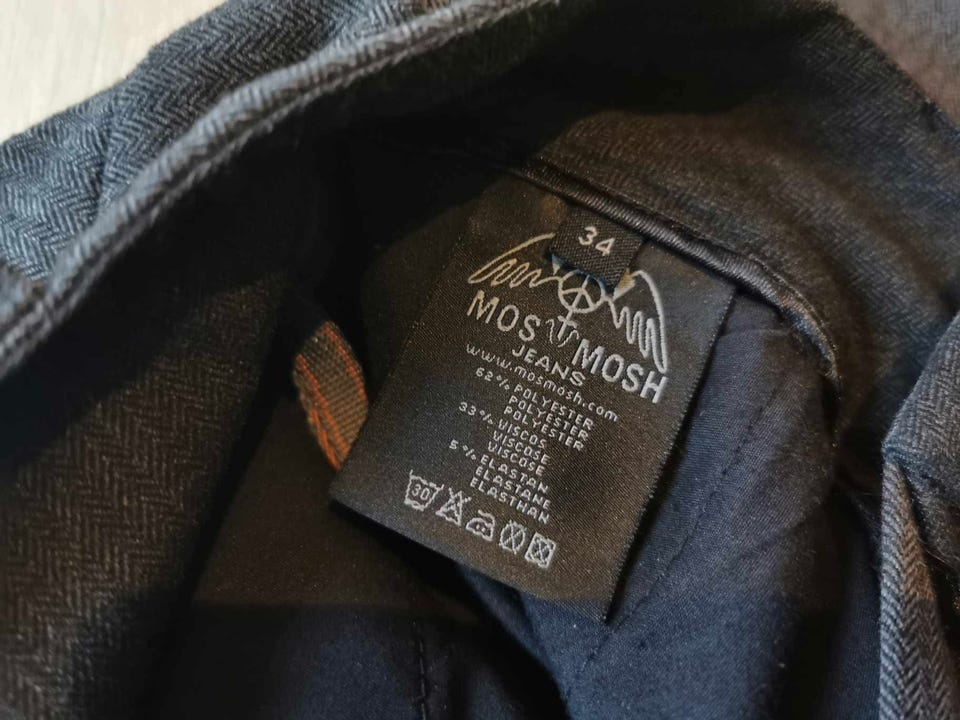 34
MOS MOSH
JEANS
www.mosmosh.com
62% POLYESTER
POLYESTER
POLYESTER
33% VISCOS
VISCOSE
VISCOSE
5% ELASTAN
ELASTANE
ELASTHAN
30